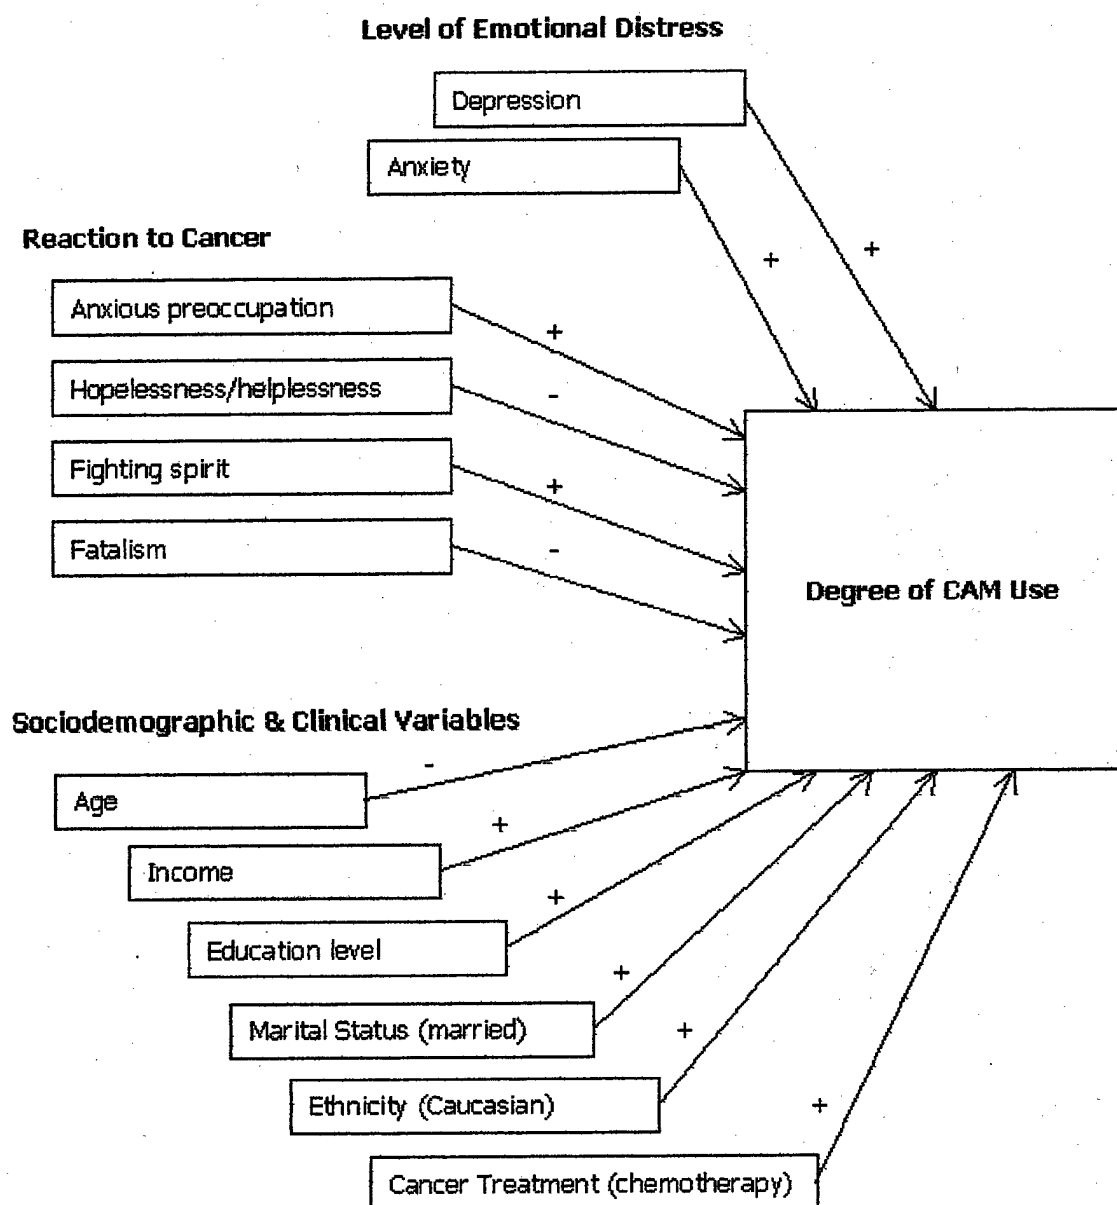 Level of Emotional Distress
Depression
Anxiety
+
+
Reaction to Cancer
Anxious preoccupation
+
Hopelessness/helplessness
-
Fighting spirit
+
Fatalism
-
Degree of CAM Use
Sociodemographic & Clinical Variables
Age
-
Income
+
Education level
+
Marital Status (married)
+
Ethnicity (Caucasian)
+
Cancer Treatment (chemotherapy)
+